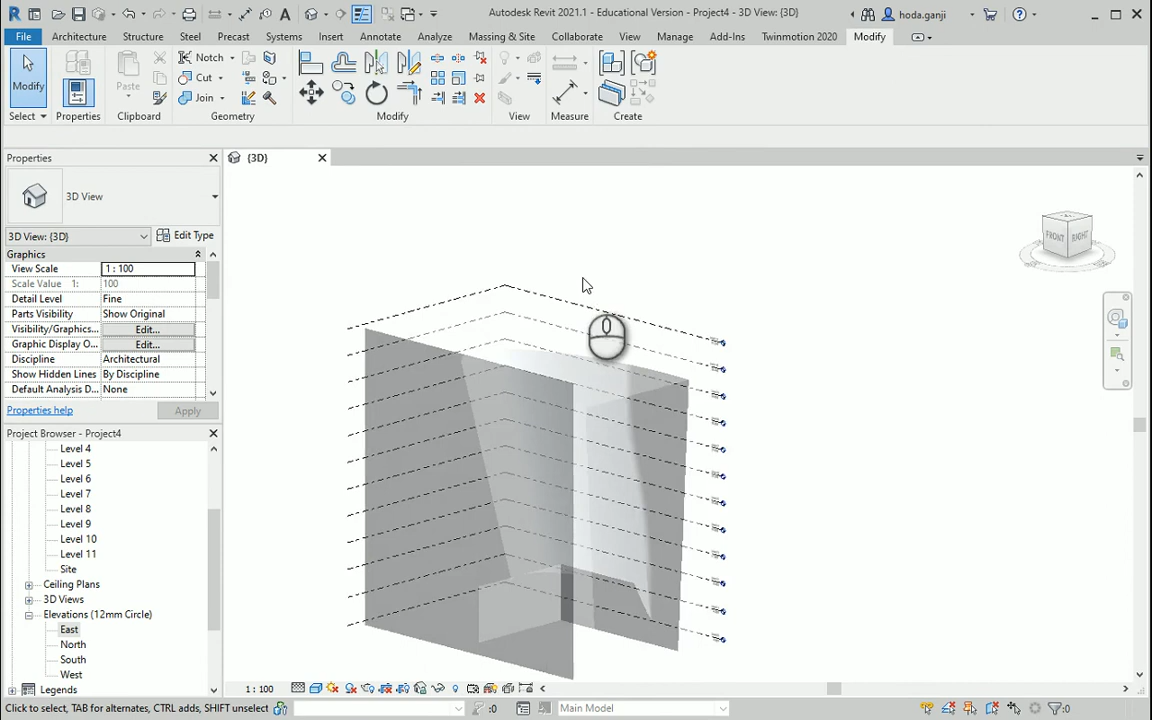 Autodesk Revit 2021.1 - Educational Version - Project4 - 3D View: {3D}
hoda.ganji
File Architecture Structure Steel Precast Systems Insert Annotate Analyze Massing & Site Collaborate View Manage Add-Ins Twinmotion 2020 Modify
Modify
Paste
Notch
Cut
Join
Select Properties Clipboard Geometry Modify View Measure Create
Properties
{3D}
3D View
3D View: {3D} Edit Type
Graphics
View Scale 1 : 100
Scale Value 1: 100
Detail Level Fine
Parts Visibility Show Original
Visibility/Graphics... Edit...
Graphic Display O... Edit...
Discipline Architectural
Show Hidden Lines By Discipline
Default Analysis D... None
Properties help Apply
Project Browser - Project4
Level 4
Level 5
Level 6
Level 7
Level 8
Level 9
Level 10
Level 11
Site
Ceiling Plans
3D Views
Elevations (12mm Circle)
East
North
South
West
Legends
FRONT RIGHT
1 : 100
Click to select, TAB for alternates, CTRL adds, SHIFT unselect :0 Main Model :0